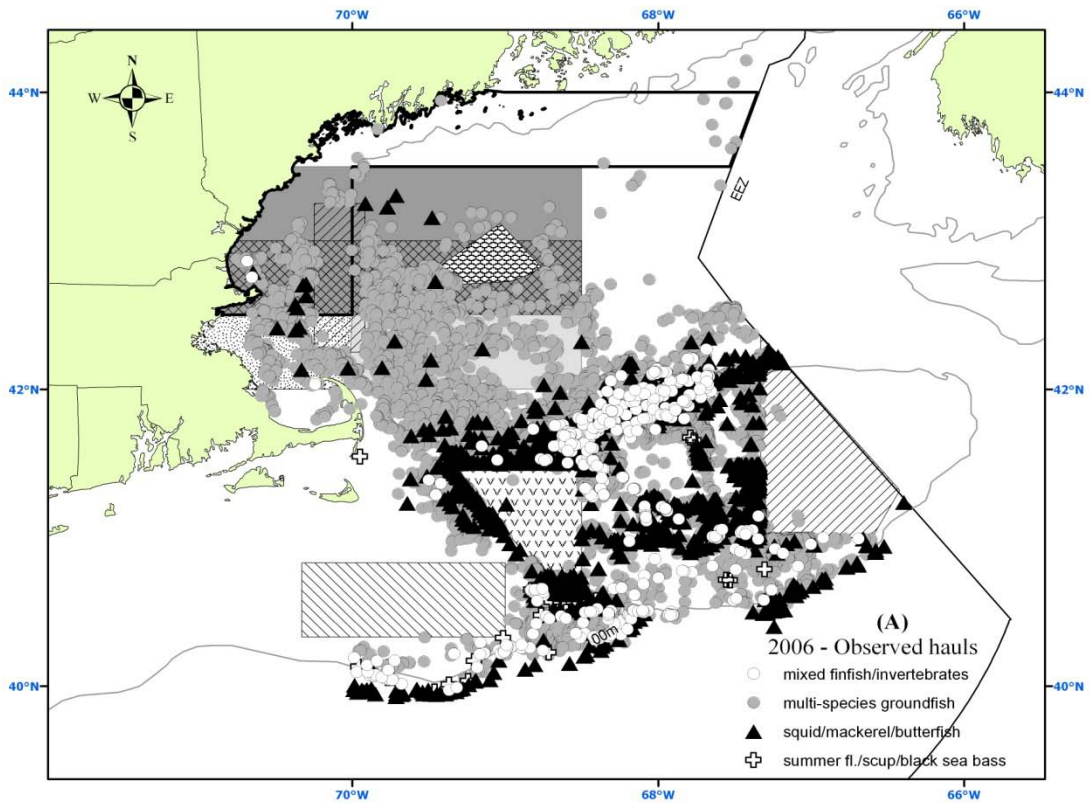 70°W 68°W 66°W
N
W E
S
44°N 44°N
EEZ
42°N 42°N
00m
40°N 40°N
(A)
2006 - Observed hauls
mixed finfish/invertebrates
multi-species groundfish
squid/mackerel/butterfish
summer fl./scup/black sea bass
70°W 68°W 66°W